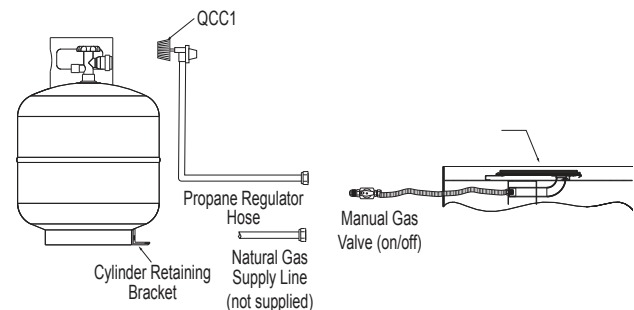 QCC1
Propane Regulator
Hose
Manual Gas
Valve (on/off)
Cylinder Retaining
Bracket
Natural Gas
Supply Line
(not supplied)